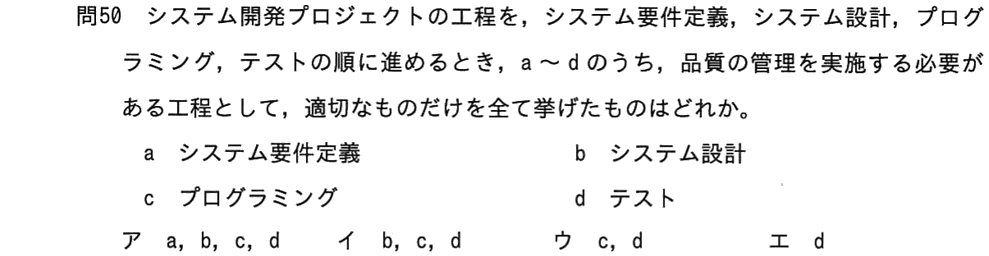 問50 システム開発プロジェクトの工程を，システム要件定義，システム設計，プログ
ラミング，テストの順に進めるとき，a～dのうち，品質の管理を実施する必要が
ある工程として，適切なものだけを全て挙げたものはどれか。
a システム要件定義 b システム設計
c プログラミング d テスト
ア a, b, c, d イ b, c, d ウ c, d エ d